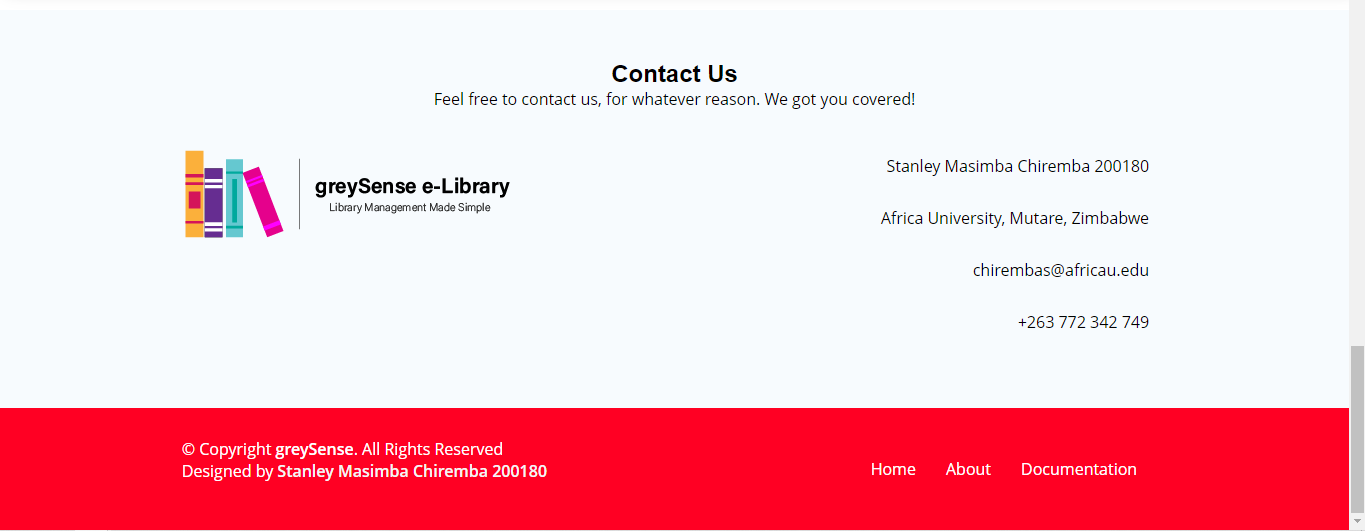 Contact Us
Feel free to contact us, for whatever reason. We got you covered!
greySense e-Library
Library Management Made Simple
Stanley Masimba Chiremba 200180
Africa University, Mutare, Zimbabwe
chirembas@africau.edu
+263 772 342 749
© Copyright greySense. All Rights Reserved
Designed by Stanley Masimba Chiremba 200180
Home About Documentation